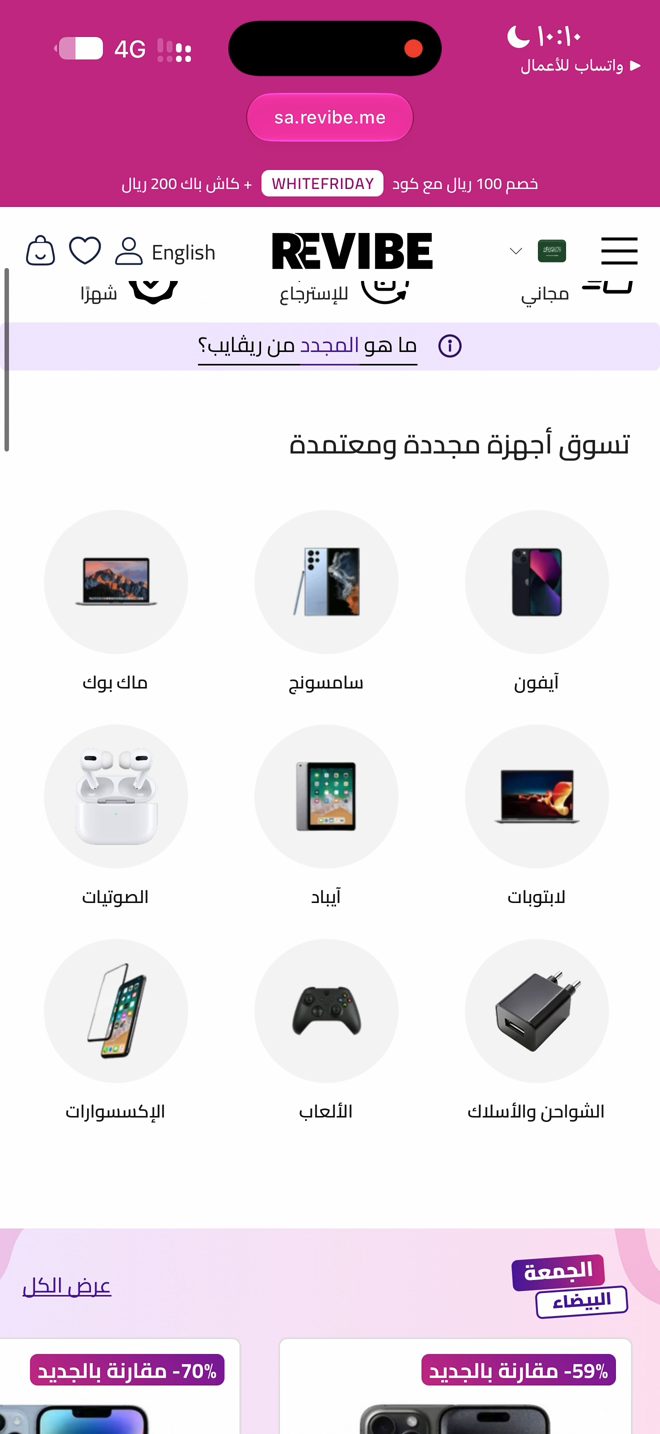 ١٠:١٠
4G
◀ واتساب للأعمال
sa.revibe.me
خصم 100 ريال مع كود WHITEFRIDAY + كاش باك 200 ريال
REVIBE
English
مجاني
للإسترجاع
شهرًا
ما هو المجدد من ريڤايب؟
تسوق أجهزة مجددة ومعتمدة
آيفون
سامسونج
ماك بوك
لابتوبات
آيباد
الصوتيات
الشواحن والأسلاك
الألعاب
الإكسسوارات
الجمعة
البيضاء
عرض الكل
59%- مقارنة بالجديد
70%- مقارنة بالجديد